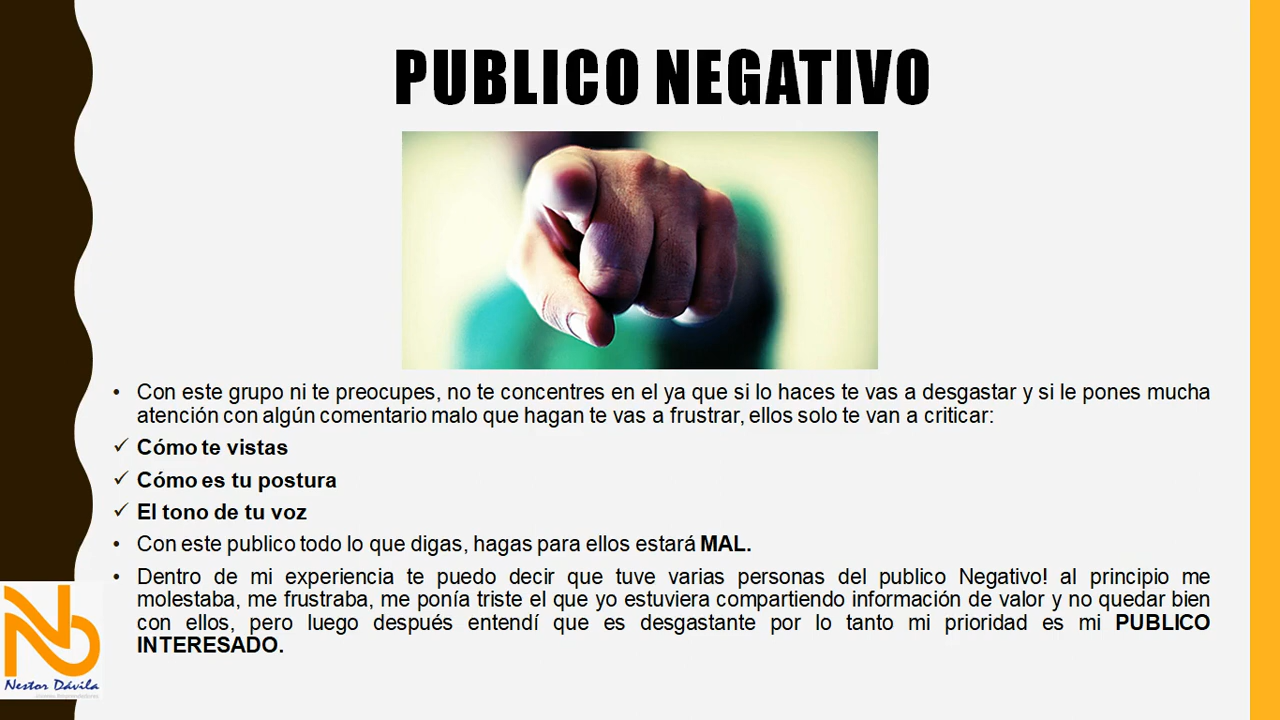 PUBLICO NEGATIVO
• Con este grupo ni te preocupes, no te concentres en el ya que si lo haces te vas a desgastar y si le pones mucha
atención con algún comentario malo que hagan te vas a frustrar, ellos solo te van a criticar:
✓ Cómo te vistas
✓ Cómo es tu postura
✓ El tono de tu voz
• Con este publico todo lo que digas, hagas para ellos estará MAL.
• Dentro de mi experiencia te puedo decir que tuve varias personas del publico Negativo! al principio me
molestaba, me frustraba, me ponía triste el que yo estuviera compartiendo información de valor y no quedar bien
con ellos, pero luego después entendí que es desgastante por lo tanto mi prioridad es mi PUBLICO
INTERESADO.
Nestor Dávila